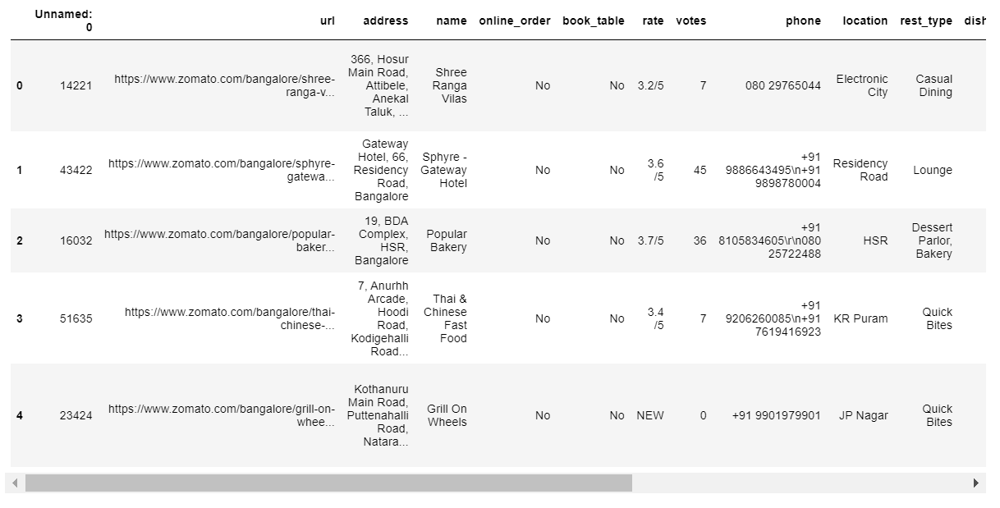 Unnamed: 0 url address name online_order book_table rate votes phone location rest_type dish
0 14221 https://www.zomato.com/bangalore/shree-ranga-v... 366, Hosur Main Road, Attibele, Anekal Taluk, ... Shree Ranga Vilas No No 3.2/5 7 080 29765044 Electronic City Casual Dining
1 43422 https://www.zomato.com/bangalore/sphyre-gatewa... Gateway Hotel, 66, Residency Road, Bangalore Sphyre - Gateway Hotel No No 3.6 /5 45 +91 9886643495\n+91 9898780004 Residency Road Lounge
2 16032 https://www.zomato.com/bangalore/popular-baker... 19, BDA Complex, HSR, Bangalore Popular Bakery No No 3.7/5 36 +91 8105834605\r\n080 25722488 HSR Dessert Parlor, Bakery
3 51635 https://www.zomato.com/bangalore/thai-chinese-... 7, Anurhh Arcade, Hoodi Road, Kodigehalli Road... Thai & Chinese Fast Food No No 3.4 /5 7 +91 9206260085\n+91 7619416923 KR Puram Quick Bites
4 23424 https://www.zomato.com/bangalore/grill-on-whee... Kothanuru Main Road, Puttenahalli Road, Natara... Grill On Wheels No No NEW 0 +91 9901979901 JP Nagar Quick Bites